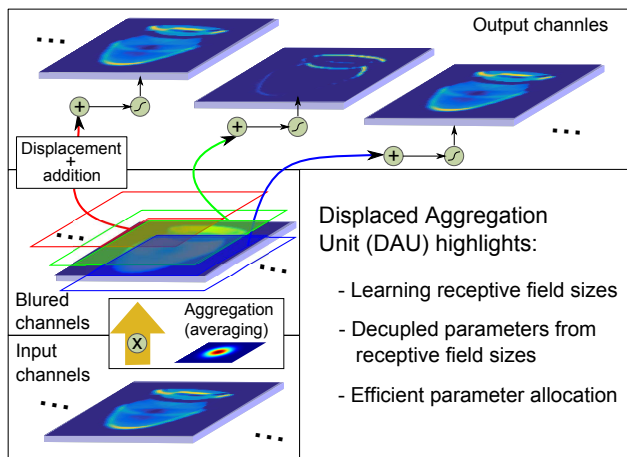 Output channles
Displacement
+
addition
Blured
channels
Aggregation
(averaging)
X
Input
channels
Displaced Aggregation
Unit (DAU) highlights:
- Learning receptive field sizes
- Decupled parameters from
receptive field sizes
- Efficient parameter allocation